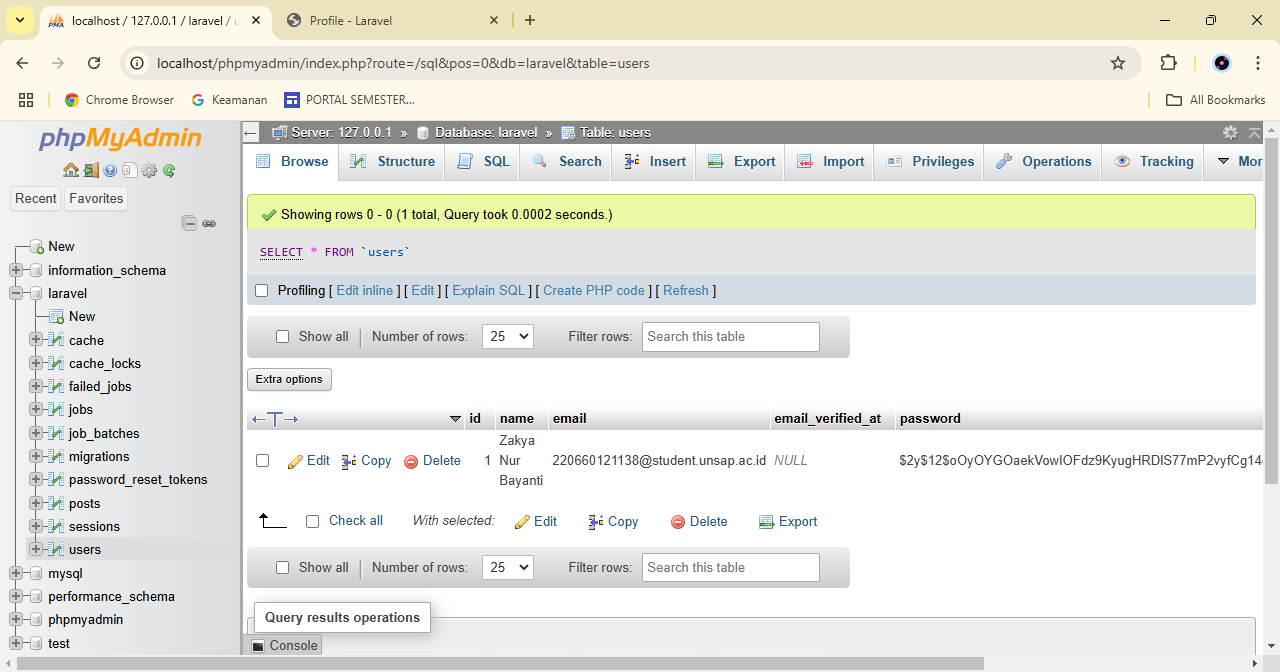 localhost / 127.0.0.1 / laravel / u
Profile - Laravel
localhost/phpmyadmin/index.php?route=/sql&pos=0&db=laravel&table=users
Chrome Browser
Keamanan
PORTAL SEMESTER...
All Bookmarks
phpMyAdmin
Recent
Favorites
New
information_schema
laravel
New
cache
cache_locks
failed_jobs
jobs
job_batches
migrations
password_reset_tokens
posts
sessions
users
mysql
performance_schema
phpmyadmin
test
Server: 127.0.0.1 » Database: laravel » Table: users
Browse Structure SQL Search Insert Export Import Privileges Operations Tracking Mor
Showing rows 0 - 0 (1 total, Query took 0.0002 seconds.)
SELECT * FROM `users`
Profiling [ Edit inline ] [ Edit ] [ Explain SQL ] [ Create PHP code ] [ Refresh ]
Show all Number of rows: 25 Filter rows: Search this table
Extra options
id name email email_verified_at password
Edit Copy Delete 1 Zakya Nur Bayanti 220660121138@student.unsap.ac.id NULL
Check all With selected: Edit Copy Delete Export
Show all Number of rows: 25 Filter rows: Search this table
Query results operations
Console